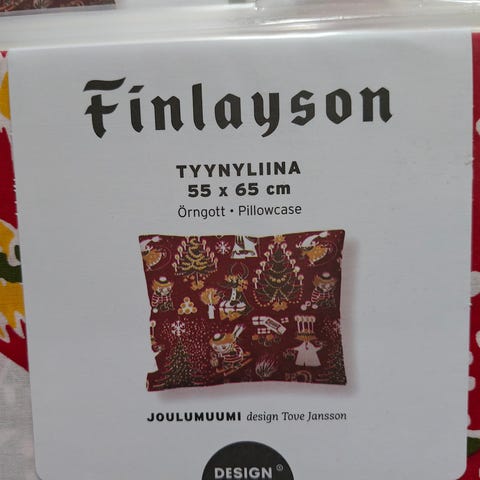 Finlayson
TYYNYLIINA
55 x 65 cm
Örngott • Pillowcase
JOULUMUUMI design Tove Jansson
DESIGN®